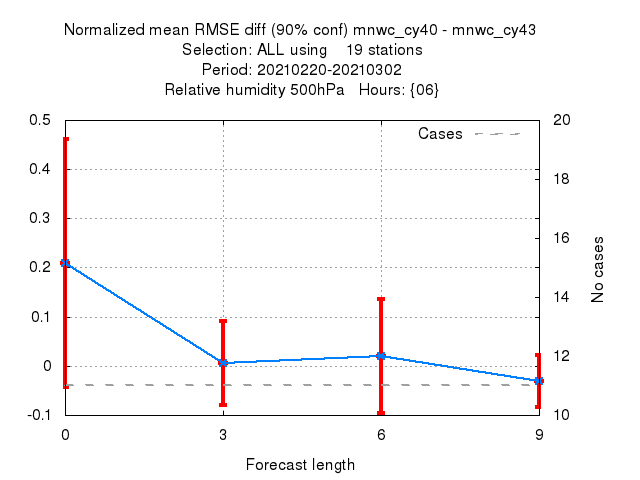 Normalized mean RMSE diff (90% conf) mnwc_cy40 - mnwc_cy43
Selection: ALL using    19 stations
Period: 20210220-20210302
Relative humidity 500hPa   Hours: {06}
Cases
0.5
0.4
0.3
0.2
0.1
0
-0.1
20
18
16
14
12
10
No cases
0
3
6
9
Forecast length